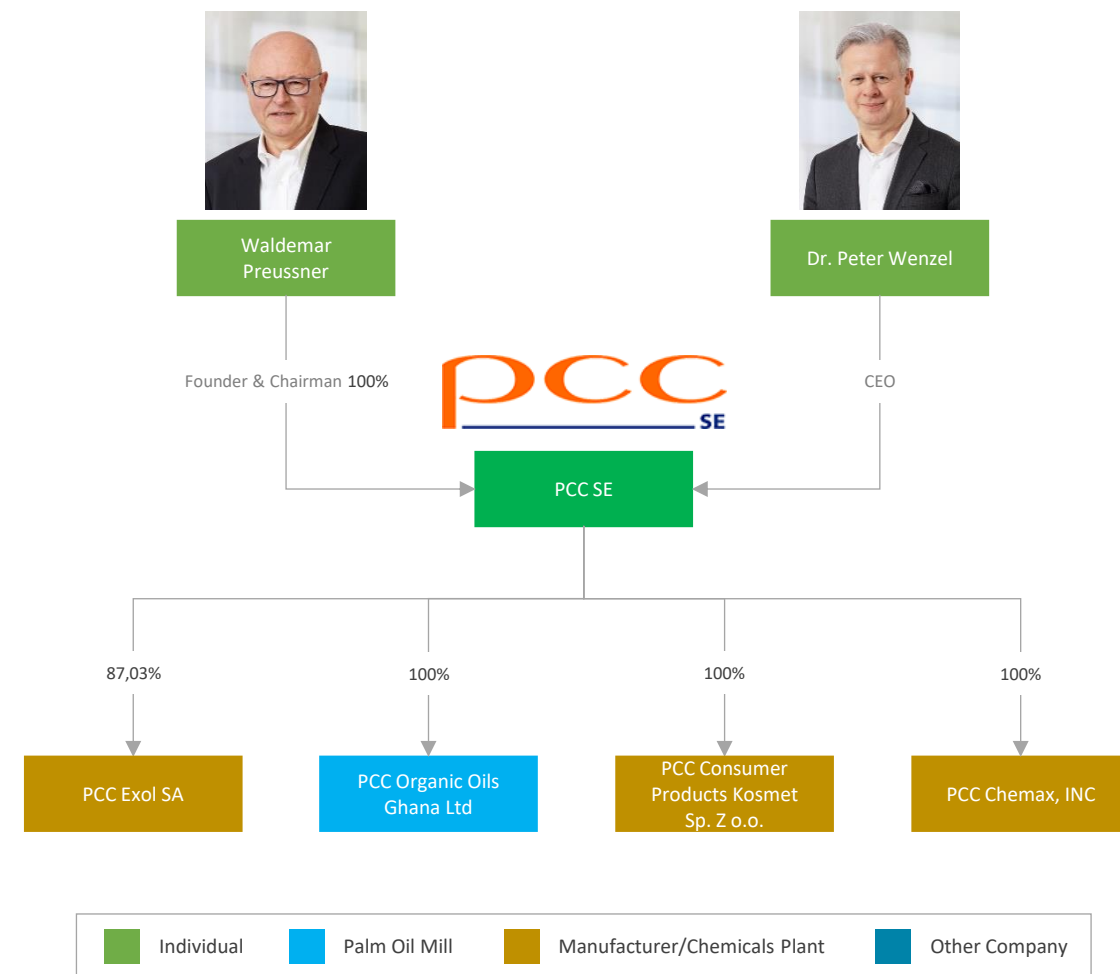 Waldemar
Preussner
Dr. Peter Wenzel
Founder & Chairman 100%
CEO
pcc
SE
PCC SE
87,03%
100%
100%
100%
PCC Exol SA
PCC Organic Oils
Ghana Ltd
PCC Consumer
Products Kosmet
Sp. Z o.o.
PCC Chemax, INC
Individual
Palm Oil Mill
Manufacturer/Chemicals Plant
Other Company